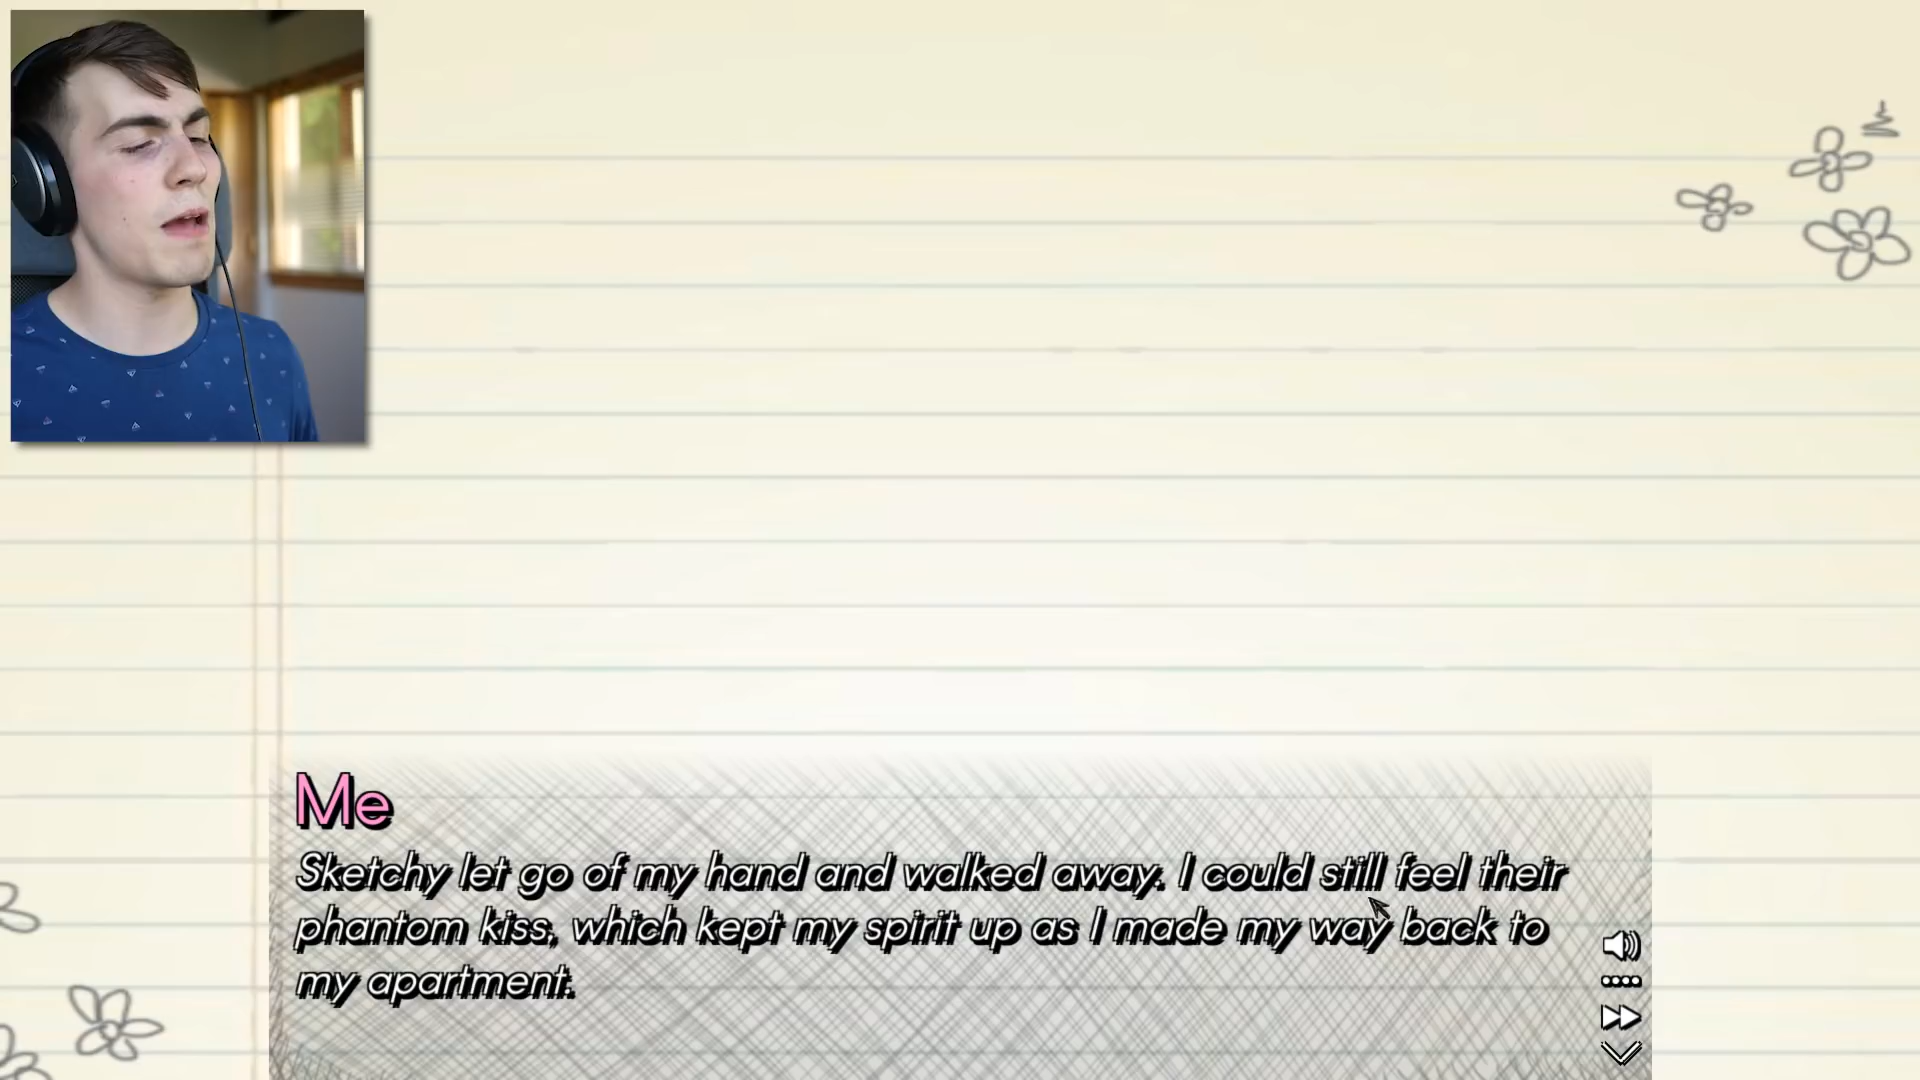 Me
Sketchy let go of my hand and walked away. I could still feel their
phantom kiss, which kept my spirit up as I made my way back to
my apartment.